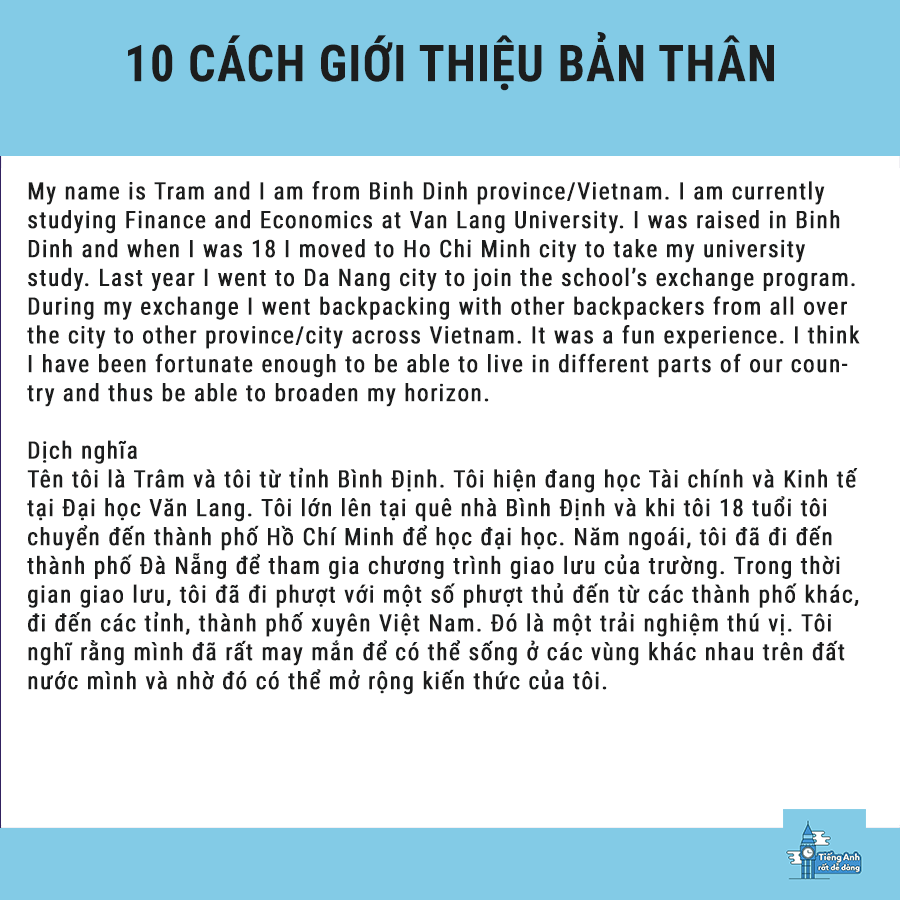 10 CÁCH GIỚI THIỆU BẢN THÂN
My name is Tram and I am from Binh Dinh province/Vietnam. I am currently
studying Finance and Economics at Van Lang University. I was raised in Binh
Dinh and when I was 18 I moved to Ho Chi Minh city to take my university
study. Last year I went to Da Nang city to join the school’s exchange program.
During my exchange I went backpacking with other backpackers from all over
the city to other province/city across Vietnam. It was a fun experience. I think
I have been fortunate enough to be able to live in different parts of our coun-
try and thus be able to broaden my horizon.
Dịch nghĩa
Tên tôi là Trâm và tôi từ tỉnh Bình Định. Tôi hiện đang học Tài chính và Kinh tế
tại Đại học Văn Lang. Tôi lớn lên tại quê nhà Bình Định và khi tôi 18 tuổi tôi
chuyển đến thành phố Hồ Chí Minh để học đại học. Năm ngoái, tôi đã đi đến
thành phố Đà Nẵng để tham gia chương trình giao lưu của trường. Trong thời
gian giao lưu, tôi đã đi phượt với một số phượt thủ đến từ các thành phố khác,
đi đến các tỉnh, thành phố xuyên Việt Nam. Đó là một trải nghiệm thú vị. Tôi
nghĩ rằng mình đã rất may mắn để có thể sống ở các vùng khác nhau trên đất
nước mình và nhờ đó có thể mở rộng kiến thức của tôi.
Tiếng Anh
rất dễ dàng